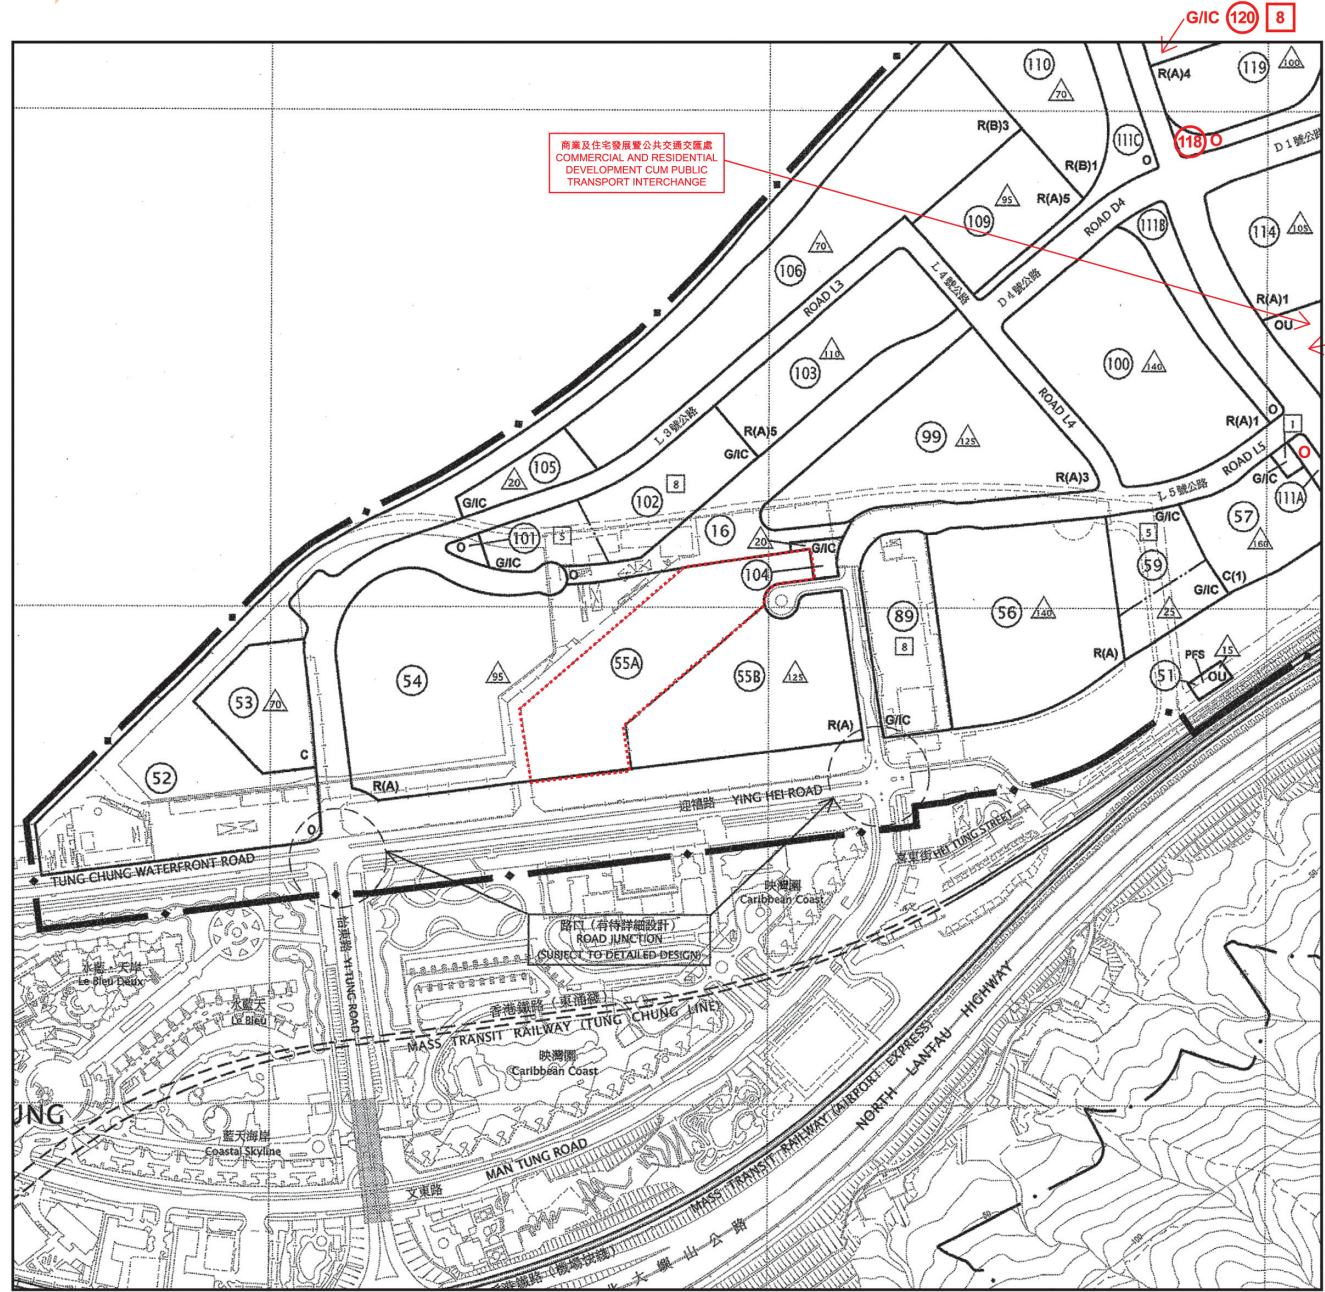 G/IC 120 8
110
70
119
100
R(A)4
R(B)3
111C
118 O
D 1 號公路
O
商業及住宅發展暨公共交通交匯處
COMMERCIAL AND RESIDENTIAL
DEVELOPMENT CUM PUBLIC
TRANSPORT INTERCHANGE
R(B)1
R(A)5
95
109
ROAD D4
111B
114
105
70
106
L 4 號公路
D 4 號公路
ROAD L3
R(A)1
OU
110
103
100
140
ROAD L4
L 3 號公路
R(A)5
G/IC
99
125
R(A)1
O
1
O
ROAD L5
105
20
G/IC
8
102
R(A)3
L 5 號公路
G/IC
111A
101
5
O
G/IC
O
16
20
G/IC
104
G/IC
57
160
5
59
C(1)
G/IC
25
89
8
56
140
R(A)
PFS
15
51
OU
54
95
55A
55B
125
53
70
C
R(A)
G/IC
52
R(A)
O
迎禧路 YING HEI ROAD
TUNG CHUNG WATERFRONT ROAD
喜東街 HEI TUNG STREET
映灣園
Caribbean Coast
路口 (有待詳細設計)
ROAD JUNCTION
(SUBJECT TO DETAILED DESIGN)
怡東路 YI TUNG ROAD
水藍・天岸
Le Bleu Deux
水藍天
Le Bleu
香港鐵路 (東涌綫)
MASS TRANSIT RAILWAY (TUNG CHUNG LINE)
映灣園
Caribbean Coast
UNG
藍天海岸
Coastal Skyline
MAN TUNG ROAD
文東路
MASS TRANSIT RAILWAY (AIRPORT EXPRESS)
NORTH LANTAU HIGHWAY
香港鐵路 (機場快綫)
北大嶼山公路